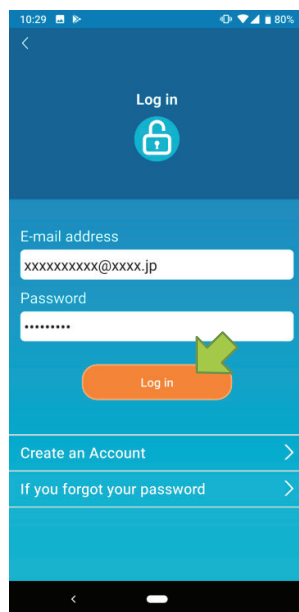 10:29
80%
Log in
E-mail address
xxxxxxxxxx@xxxx.jp
Password
•••••••••
Log in
Create an Account
If you forgot your password